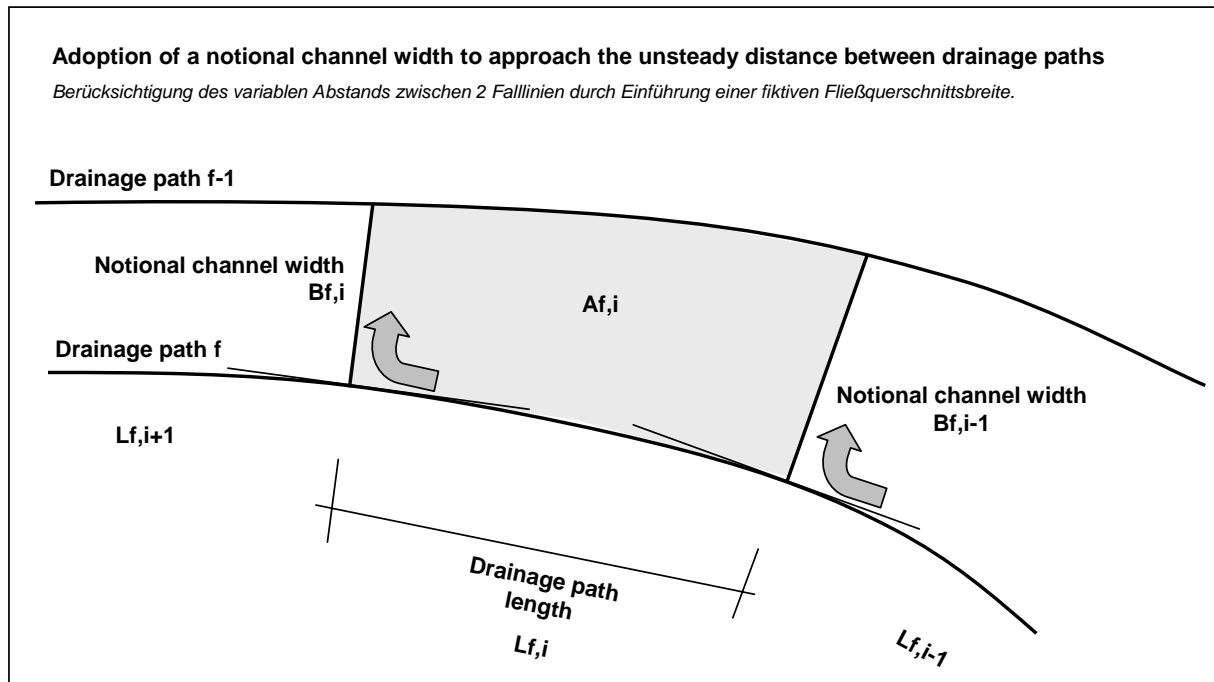 Adoption of a notional channel width to approach the unsteady distance between drainage paths
Berücksichtigung des variablen Abstands zwischen 2 Falllinien durch Einführung einer fiktiven Fließquerschnittsbreite.
Drainage path f-1
Notional channel width
Bf,i
Af,i
Drainage path f
Notional channel width
Bf,i-1
Lf,i+1
Drainage path
length
Lf,i
Lf,i-1